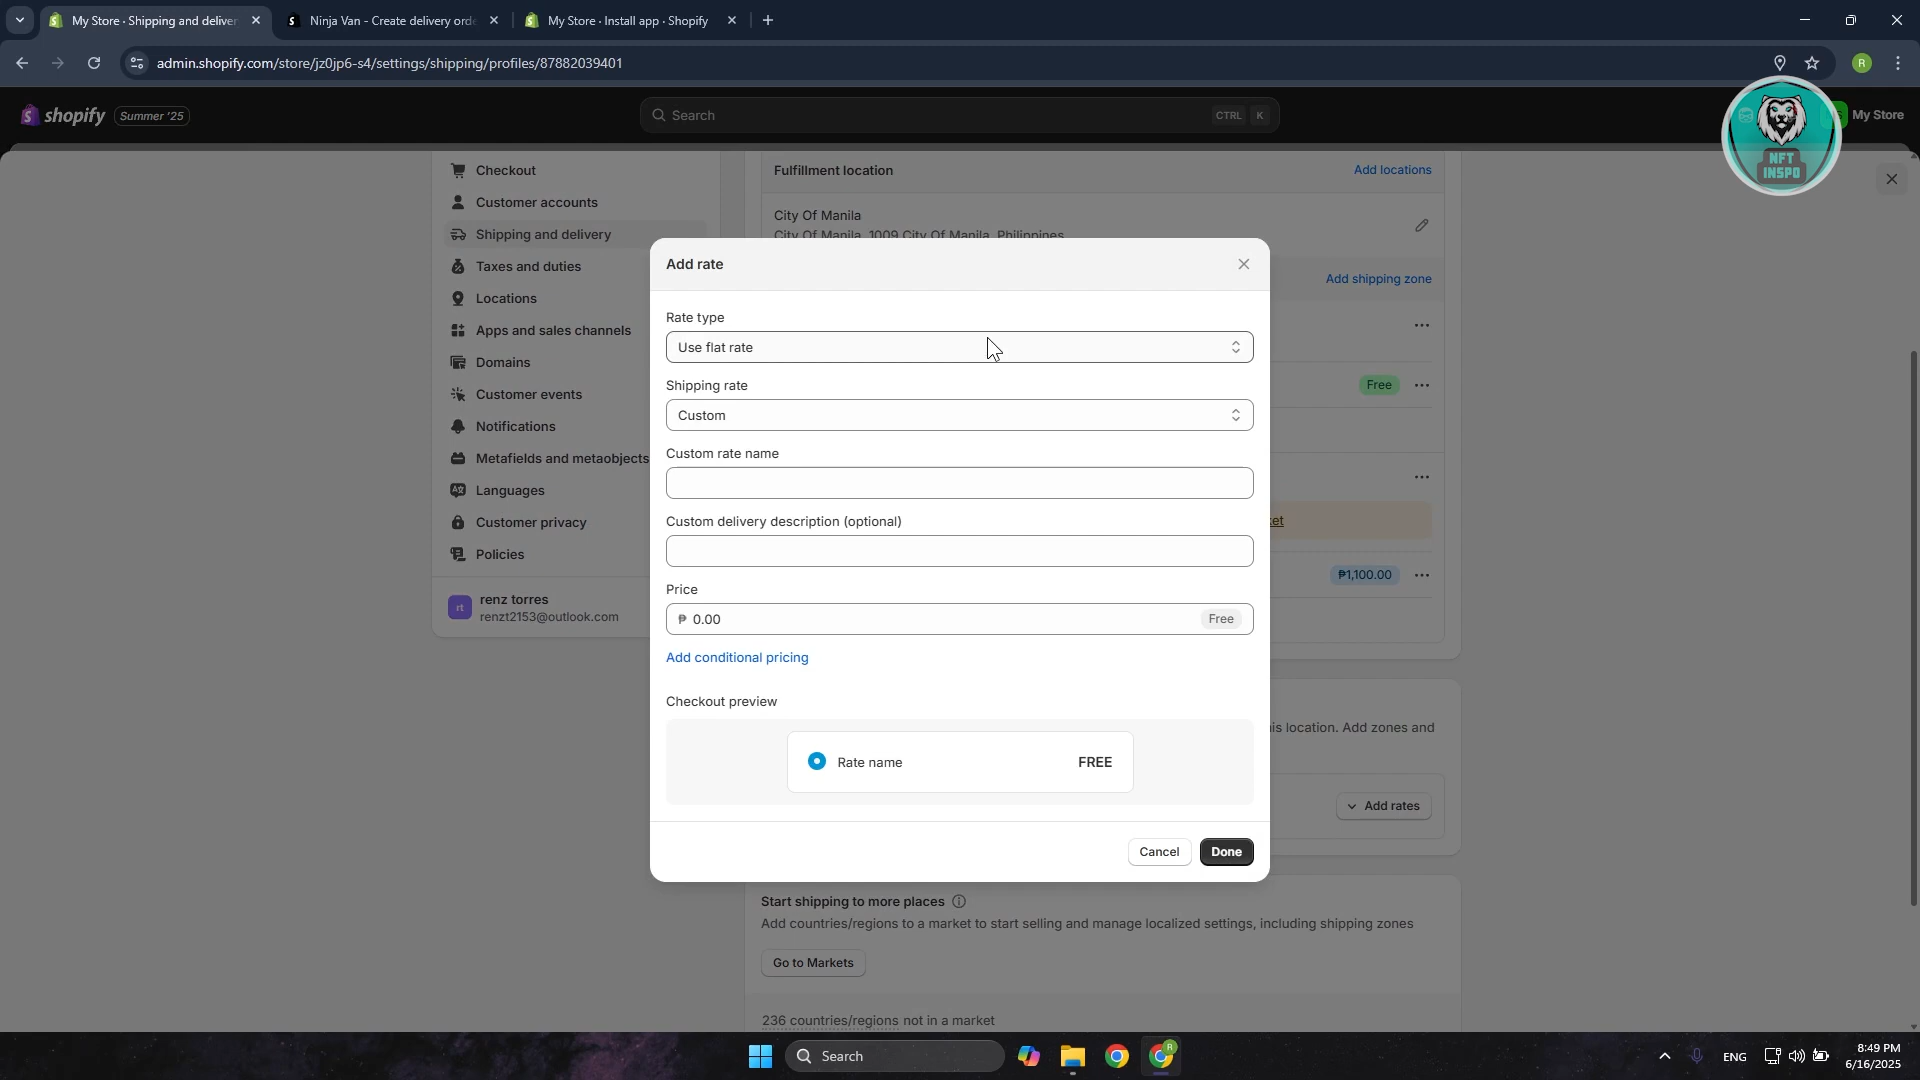 My Store · Shipping and deliver
Ninja Van - Create delivery orde
My Store · Install app · Shopify
admin.shopify.com/store/jz0jp6-s4/settings/shipping/profiles/87882039401
R
shopify
Summer '25
Search
CTRL K
My Store
NFT
INSPO
Checkout
Customer accounts
Shipping and delivery
Taxes and duties
Locations
Apps and sales channels
Domains
Customer events
Notifications
Metafields and metaobjects
Languages
Customer privacy
Policies
rt
renz torres
renzt2153@outlook.com
Fulfillment location
Add locations
City Of Manila
City Of Manila, 1009 City Of Manila, Philippines
Add shipping zone
Free
ket
₱1,100.00
Add rate
Rate type
Use flat rate
Shipping rate
Custom
Custom rate name
Custom delivery description (optional)
Price
₱ 0.00
Free
Add conditional pricing
Checkout preview
Rate name
FREE
Cancel
Done
is location. Add zones and
Add rates
Start shipping to more places
Add countries/regions to a market to start selling and manage localized settings, including shipping zones
Go to Markets
236 countries/regions not in a market
Search
R
ENG
8:49 PM
6/16/2025